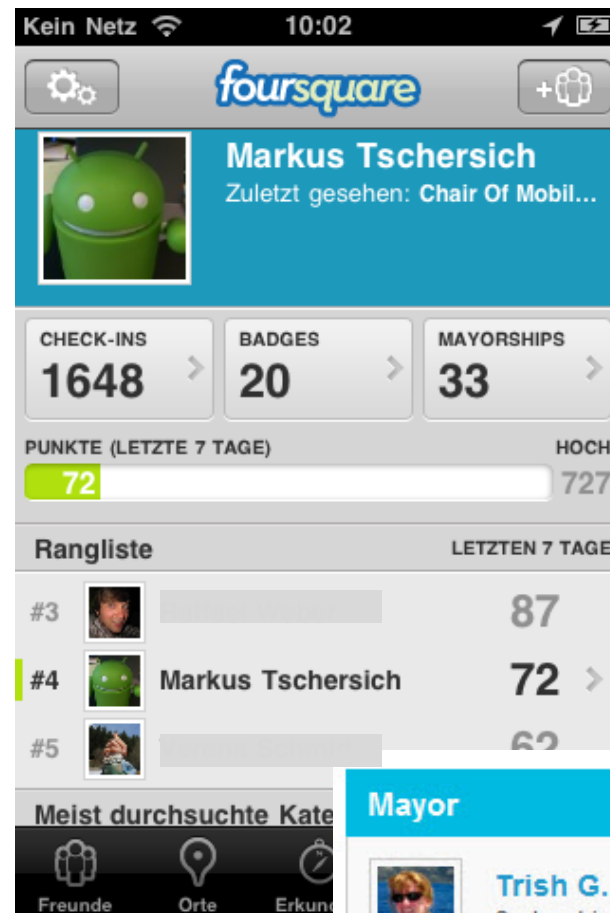 Kein Netz 10:02
foursquare
Markus Tschersich
Zuletzt gesehen: Chair Of Mobil...
CHECK-INS BADGES MAYORSHIPS
1648 20 33
PUNKTE (LETZTE 7 TAGE) HOCH
72 727
Rangliste LETZTEN 7 TAGE
#3 87
#4 Markus Tschersich 72
#5 62
Meist durchsuchte Kate
Mayor
Trish G.
Freunde Orte Erkun